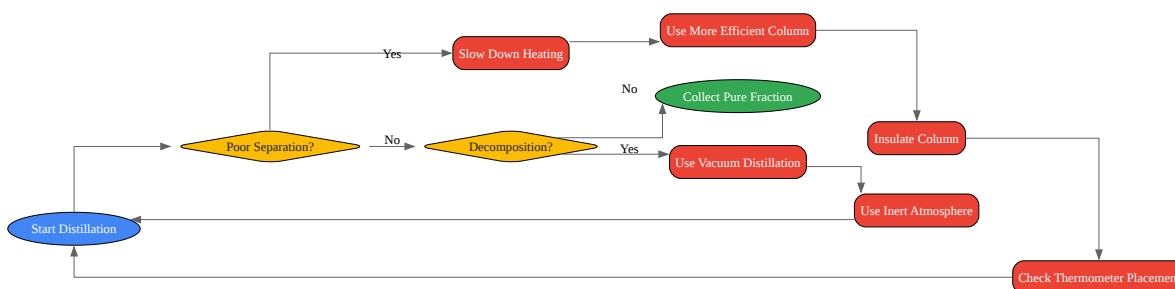 Use More Efficient Column
Yes
Slow Down Heating
No
Collect Pure Fraction
Poor Separation?
No
Decomposition?
Yes
Insulate Column
Use Vacuum Distillation
Use Inert Atmosphere
Start Distillation
Check Thermometer Placemen